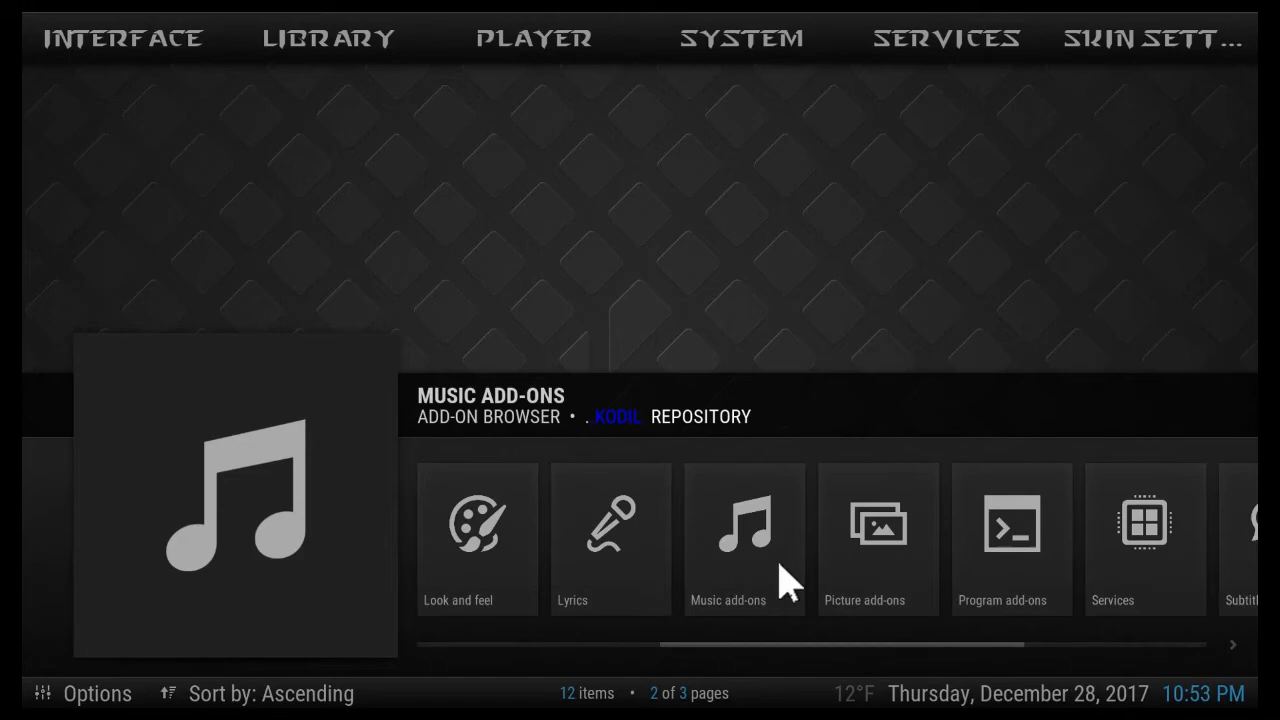 INTERFACE LIBRARY PLAYER SYSTEM SERVICES SKIN SETT...
MUSIC ADD-ONS
ADD-ON BROWSER • . KODIL REPOSITORY
Look and feel Lyrics Music add-ons Picture add-ons Program add-ons Services Subtitl
Options Sort by: Ascending 12 items • 2 of 3 pages 12°F Thursday, December 28, 2017 10:53 PM